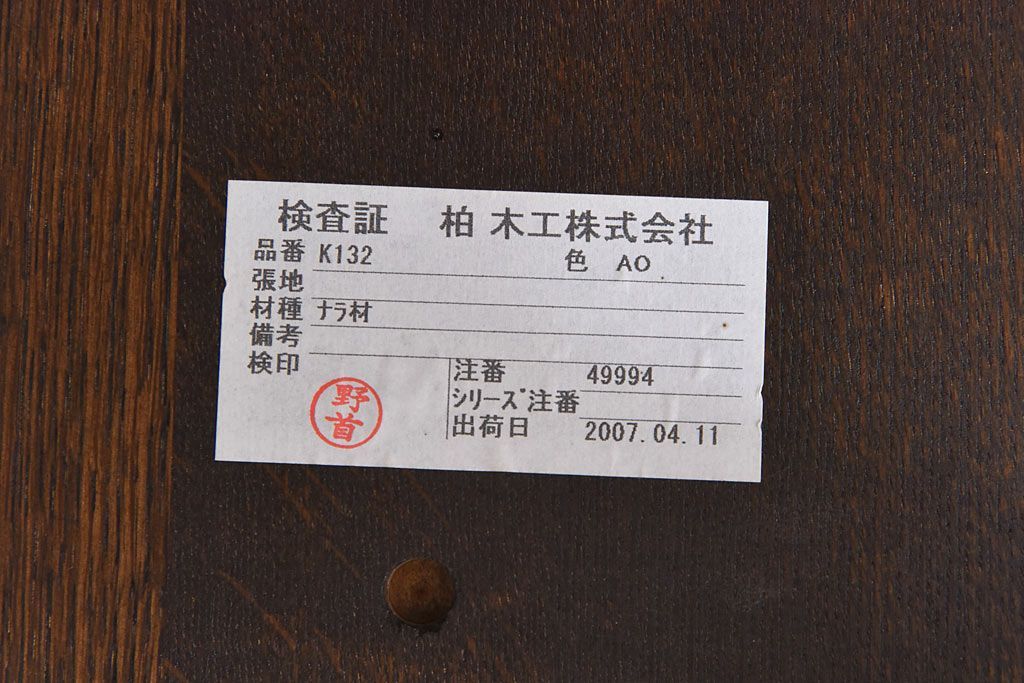 検査証 柏木工株式会社
品番 K132 色 AO
張地
材種 ナラ材
備考
検印
野首
注番 49994
シリーズ注番
出荷日 2007.04.11